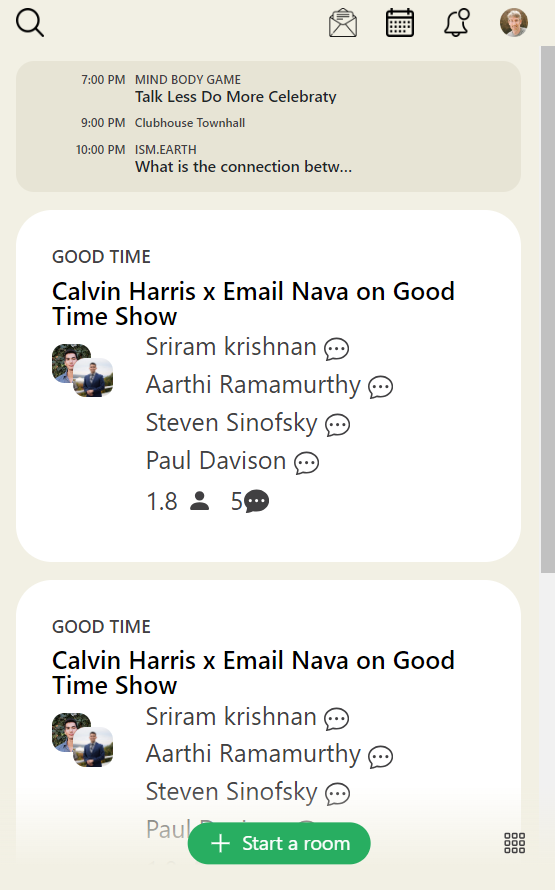 7:00 PM MIND BODY GAME
Talk Less Do More Celebraty
9:00 PM Clubhouse Townhall
10:00 PM ISM.EARTH
What is the connection betw...
GOOD TIME
Calvin Harris x Email Nava on Good
Time Show
Sriram krishnan
Aarthi Ramamurthy
Steven Sinofsky
Paul Davison
1.8 5
GOOD TIME
Calvin Harris x Email Nava on Good
Time Show
Sriram krishnan
Aarthi Ramamurthy
Steven Sinofsky
Paul
Start a room